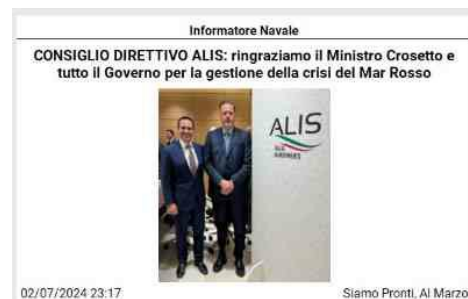 Informatore Navale
CONSIGLIO DIRETTIVO ALIS: ringraziamo il Ministro Crosetto e
tutto il Governo per la gestione della crisi del Mar Rosso
ALIS
02/07/2024 23:17
Siamo Pronti, Al Marzo